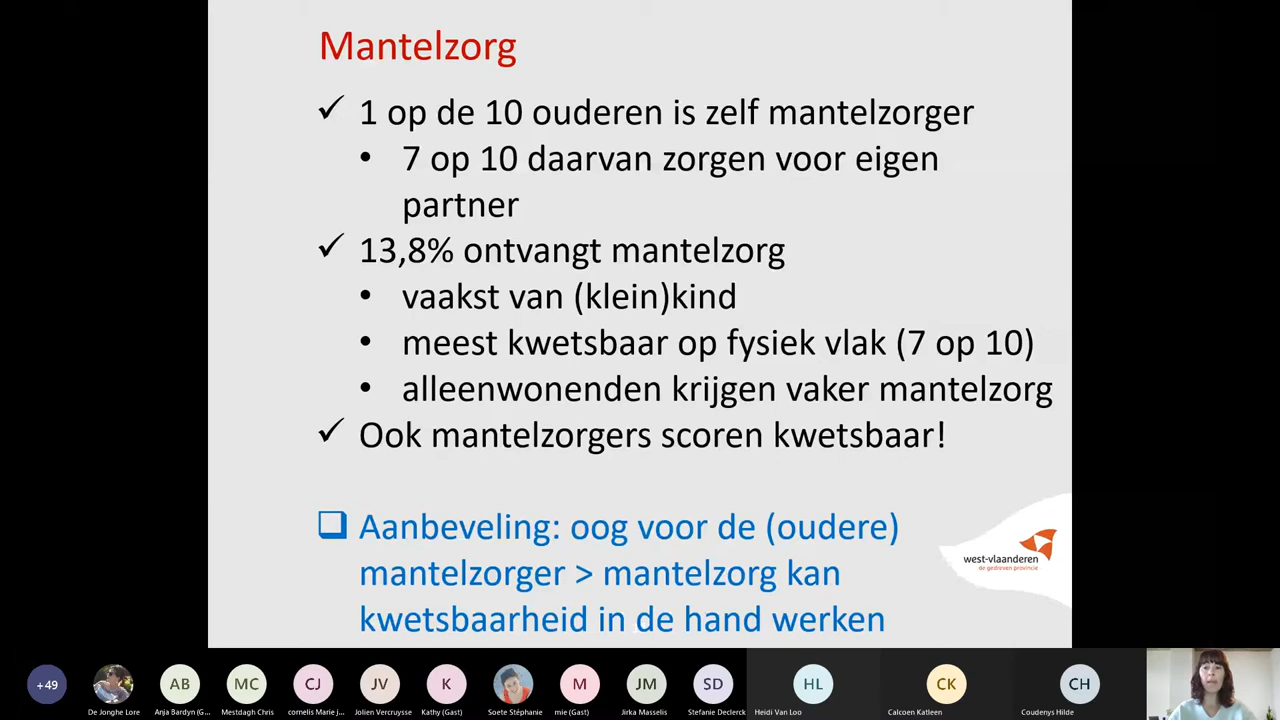 Mantelzorg
✓ 1 op de 10 ouderen is zelf mantelzorger
• 7 op 10 daarvan zorgen voor eigen
partner
✓ 13,8% ontvangt mantelzorg
• vaakst van (klein)kind
• meest kwetsbaar op fysiek vlak (7 op 10)
• alleenwonenden krijgen vaker mantelzorg
✓ Ook mantelzorgers scoren kwetsbaar!
❑ Aanbeveling: oog voor de (oudere)
mantelzorger > mantelzorg kan
kwetsbaarheid in de hand werken
west-vlaanderen
de gedreven provincie
+49 AB MC CJ JV K M JM SD HL CK CH
De Jonghe Lore Anja Bardyn (G... Mestdagh Chris cornelis Marie j... Jolien Vercruysse Kathy (Gast) Soete Stéphanie mie (Gast) Jirka Masselis Stefanie Declerck Heidi Van Loo Calcoen Katleen Coudenys Hilde